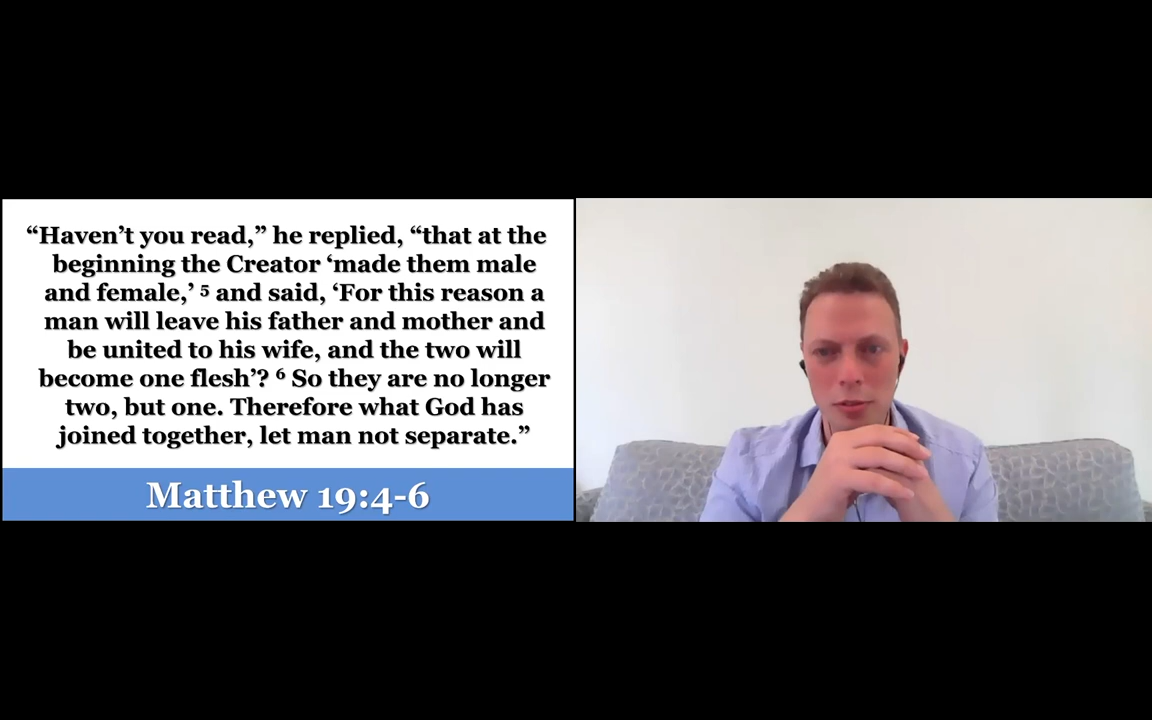 “Haven’t you read,” he replied, “that at the
beginning the Creator ‘made them male
and female,’ ⁵ and said, ‘For this reason a
man will leave his father and mother and
be united to his wife, and the two will
become one flesh’? ⁶ So they are no longer
two, but one. Therefore what God has
joined together, let man not separate.”
Matthew 19:4-6